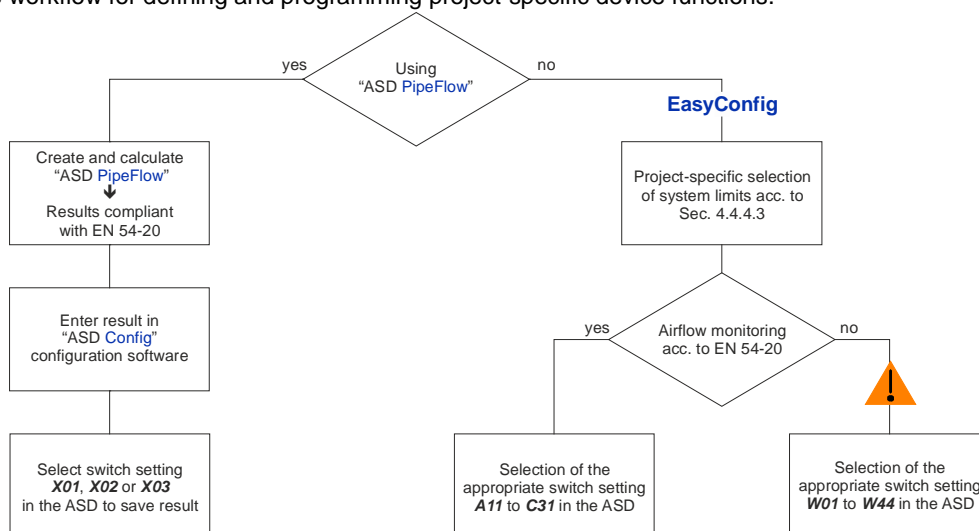 workflow for defining and programming project-specific device functions.
yes
Using
"ASD PipeFlow"
no
EasyConfig
Create and calculate
"ASD PipeFlow"
Results compliant
with EN 54-20
Project-specific selection
of system limits acc. to
Sec. 4.4.4.3
Enter result in
"ASD Config"
configuration software
yes
Airflow monitoring
acc. to EN 54-20
no
Select switch setting
X01, X02 or X03
in the ASD to save result
Selection of the
appropriate switch setting
A11 to C31 in the ASD
Selection of the
appropriate switch setting
W01 to W44 in the ASD